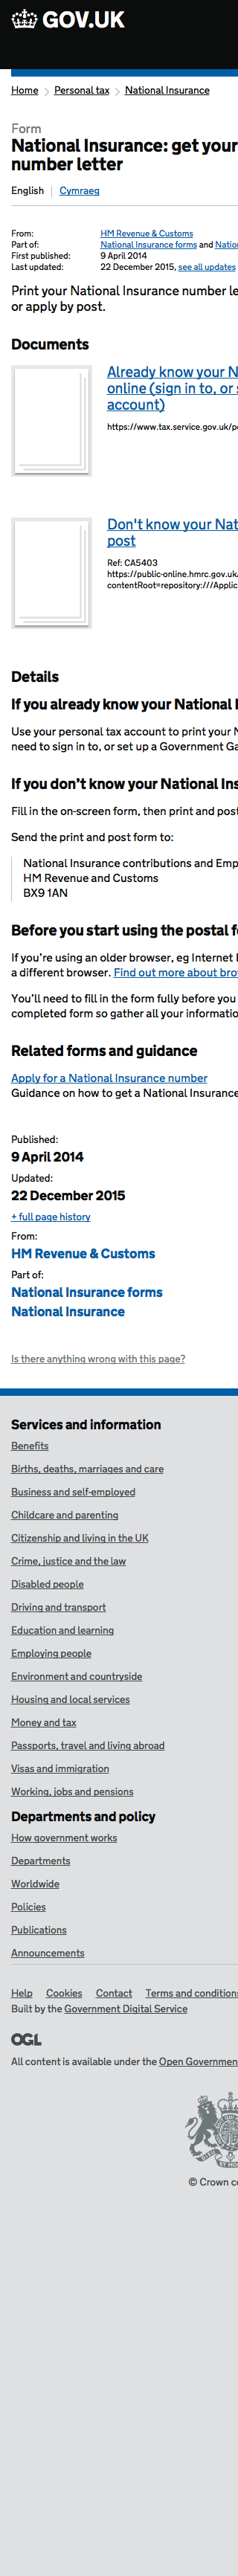 GOV.UK
Home Personal tax National Insurance
Form
National Insurance: get your
number letter
English Cymraeg
From: HM Revenue & Customs
Part of: National Insurance forms and
First published: 9 April 2014
Last updated: 22 December 2015, see all updates
Print your National Insurance number
or apply by post.
Documents
Already know your
online (sign in to, or
account)
https://www.tax.service.gov.uk/
Don't know your
post
Ref: CA5403
https://public-online.hmrc.gov.uk
contentRoot=repository:///
Details
If you already know your National
Use your personal tax account to print your
need to sign in to, or set up a Government
If you don’t know your National
Fill in the on-screen form, then print and post
Send the print and post form to:
National Insurance contributions and
HM Revenue and Customs
BX9 1AN
Before you start using the postal
If you’re using an older browser, eg Internet
a different browser. Find out more about
You’ll need to fill in the form fully before you
completed form so gather all your
Related forms and guidance
Apply for a National Insurance number
Guidance on how to get a National Insurance
Published:
9 April 2014
Updated:
22 December 2015
+ full page history
From:
HM Revenue & Customs
Part of:
National Insurance forms
National Insurance
Is there anything wrong with this page?
Services and information
Benefits
Births, deaths, marriages and care
Business and self-employed
Childcare and parenting
Citizenship and living in the UK
Crime, justice and the law
Disabled people
Driving and transport
Education and learning
Employing people
Environment and countryside
Housing and local services
Money and tax
Passports, travel and living abroad
Visas and immigration
Working, jobs and pensions
Departments and policy
How government works
Departments
Worldwide
Policies
Publications
Announcements
Help Cookies Contact Terms and conditions
Built by the Government Digital Service
OGL
All content is available under the Open
© Crown